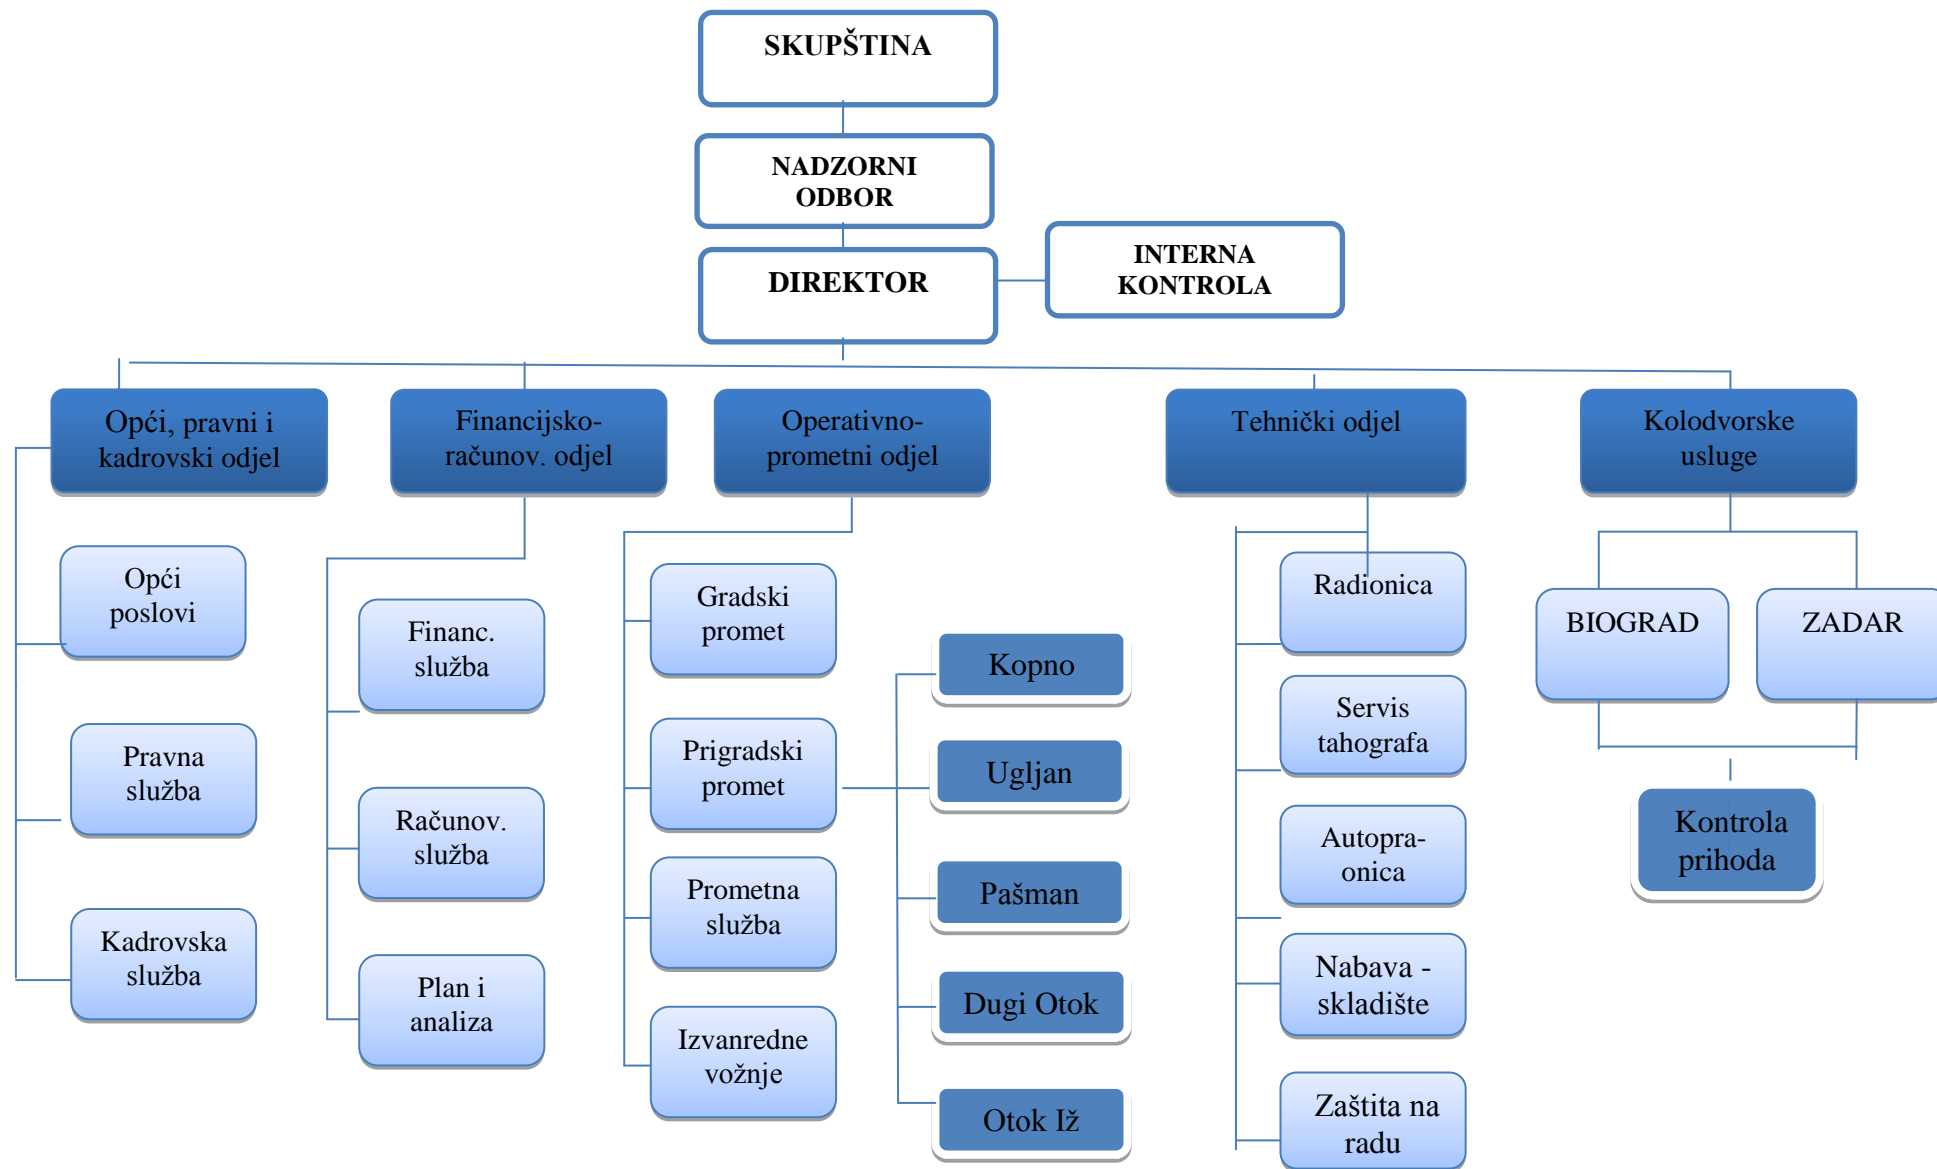 SKUPŠTINA
NADZORNI
ODBOR
DIREKTOR
INTERNA
KONTROLA
Opći, pravni i
kadrovski odjel
Financijsko-
računov. odjel
Operativno-
prometni odjel
Tehnički odjel
Kolodvorske
usluge
Opći
poslovi
Pravna
služba
Kadrovska
služba
Financ.
služba
Računov.
služba
Plan i
analiza
Gradski
promet
Prigradski
promet
Prometna
služba
Izvanredne
vožnje
Kopno
Ugljan
Pašman
Dugi Otok
Otok Iž
Radionica
Servis
tahografa
Autopra-
onica
Nabava -
skladište
Zaštita na
radu
BIOGRAD
ZADAR
Kontrola
prihoda